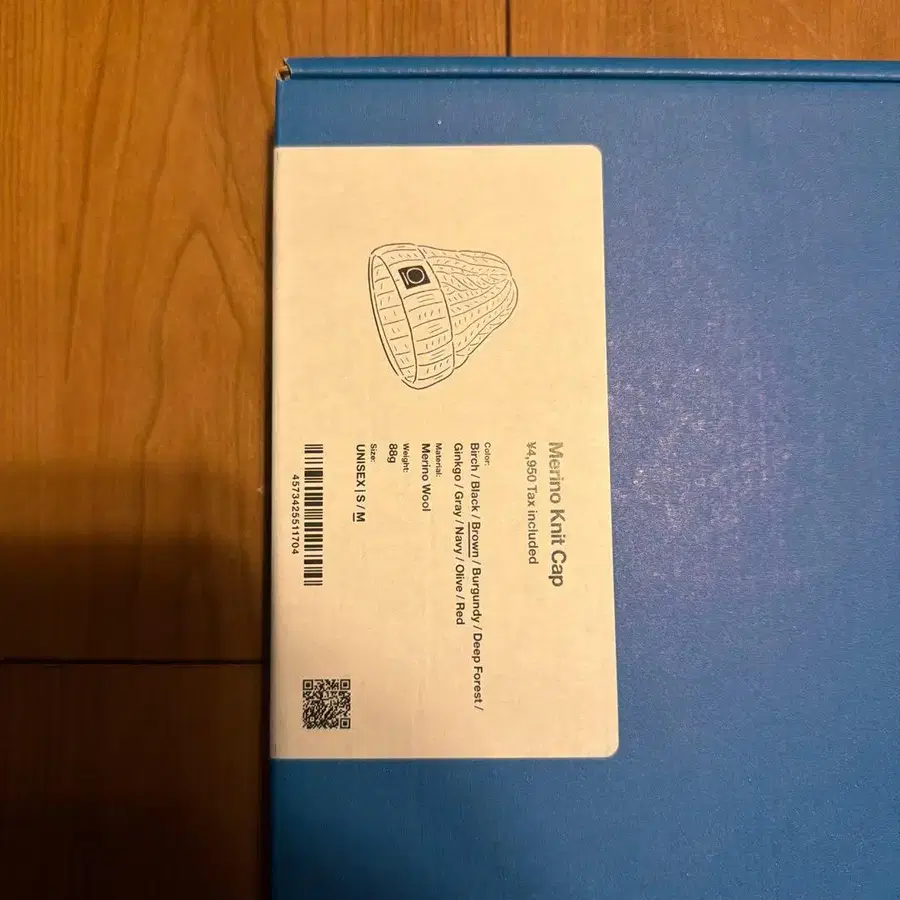 Merino Knit Cap
¥4,950 Tax included
Color:
Birch / Black / Brown / Burgundy / Deep Forest /
Ginkgo / Gray / Navy / Olive / Red
Material:
Merino Wool
Weight:
88g
Size:
UNISEX | S / M
4573425511704